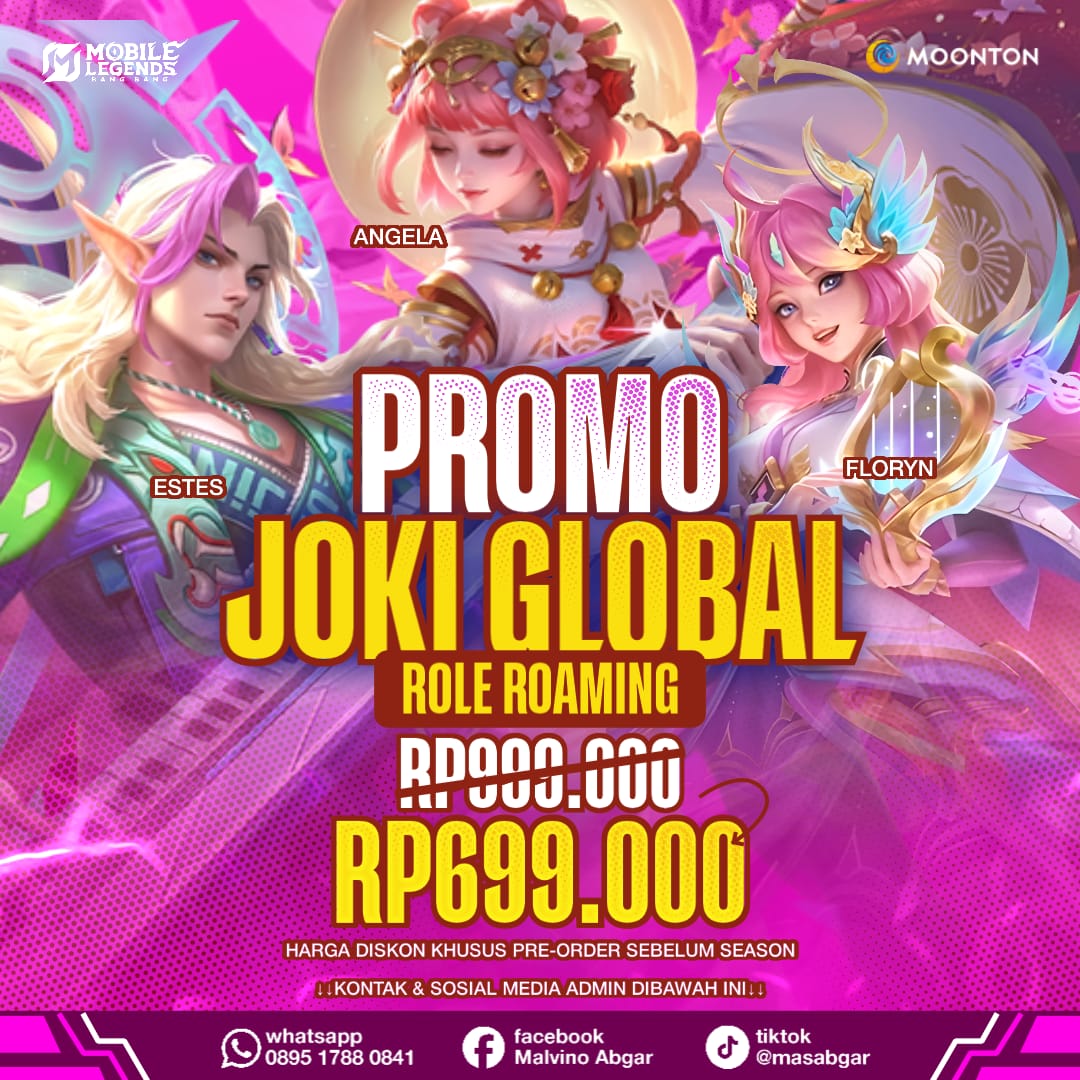 MOBILE
LEGENDS
BANG BANG
MOONTON
ANGELA
ESTES
FLORYN
PROMO
JOKI GLOBAL
ROLE ROAMING
RP999.000
RP699.000
HARGA DISKON KHUSUS PRE-ORDER SEBELUM SEASON
↓↓KONTAK & SOSIAL MEDIA ADMIN DIBAWAH INI↓↓
whatsapp
0895 1788 0841
facebook
Malvino Abgar
tiktok
@masabgar